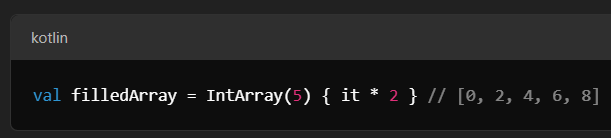 kotlin
val filledArray = IntArray(5) { it * 2 } // [0, 2, 4, 6, 8]